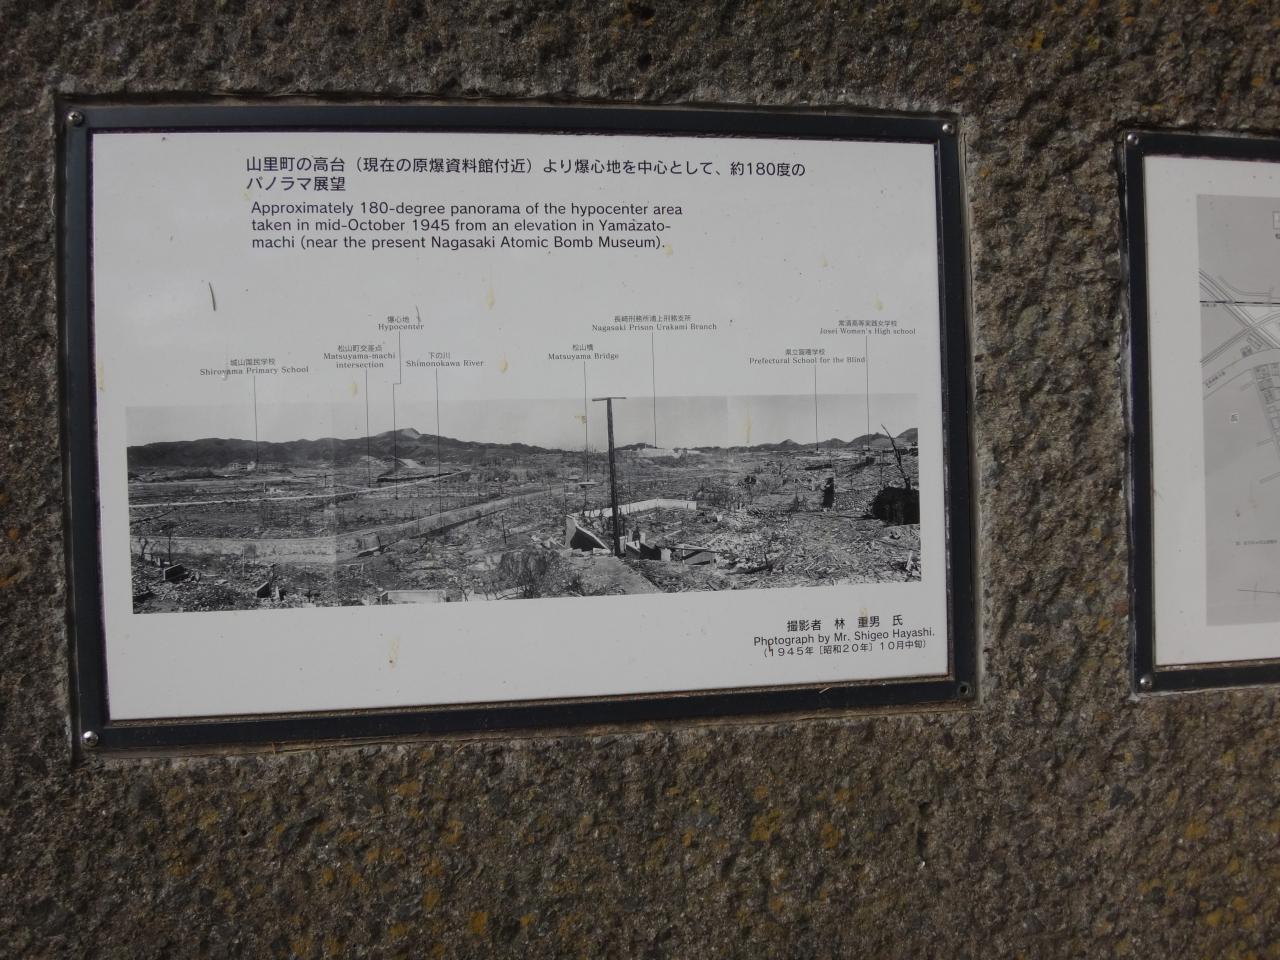 山里町の高台（現在の原爆資料館付近）より爆心地を中心として、約180度の
パノラマ展望
Approximately 180-degree panorama of the hypocenter area
taken in mid-October 1945 from an elevation in Yamazato-
machi (near the present Nagasaki Atomic Bomb Museum).
爆心地
Hypocenter
長崎刑務所浦上刑務支所
Nagasaki Prison Urakami Branch
常清高等実践女学校
Josei Women's High school
城山国民学校
Shiroyama Primary School
松山町交差点
Matsuyama-machi
intersection
下の川
Shimonokawa River
松山橋
Matsuyama Bridge
県立盲唖学校
Prefectural School for the Blind
撮影者　林　重男　氏
Photograph by Mr. Shigeo Hayashi.
（1945年［昭和20年］10月中旬）